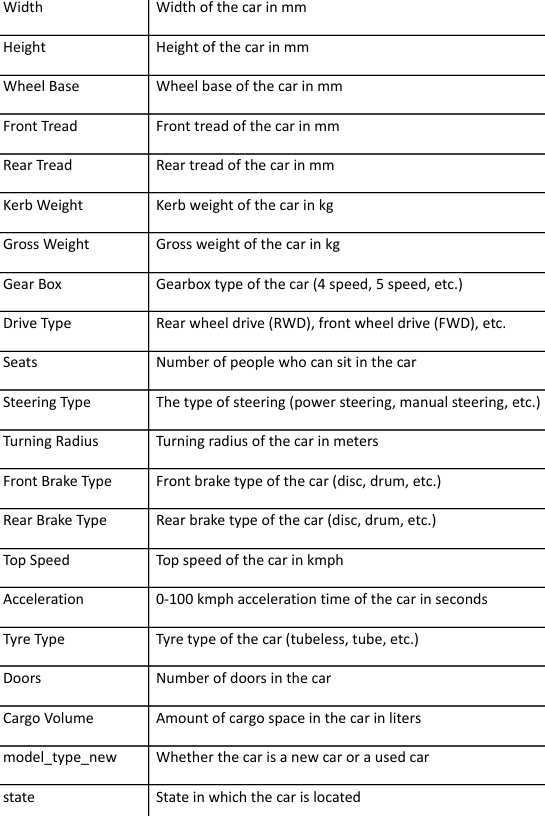 Width Width of the car in mm
Height Height of the car in mm
Wheel Base Wheel base of the car in mm
Front Tread Front tread of the car in mm
Rear Tread Rear tread of the car in mm
Kerb Weight Kerb weight of the car in kg
Gross Weight Gross weight of the car in kg
Gear Box Gearbox type of the car (4 speed, 5 speed, etc.)
Drive Type Rear wheel drive (RWD), front wheel drive (FWD), etc.
Seats Number of people who can sit in the car
Steering Type The type of steering (power steering, manual steering, etc.)
Turning Radius Turning radius of the car in meters
Front Brake Type Front brake type of the car (disc, drum, etc.)
Rear Brake Type Rear brake type of the car (disc, drum, etc.)
Top Speed Top speed of the car in kmph
Acceleration 0-100 kmph acceleration time of the car in seconds
Tyre Type Tyre type of the car (tubeless, tube, etc.)
Doors Number of doors in the car
Cargo Volume Amount of cargo space in the car in liters
model_type_new Whether the car is a new car or a used car
state State in which the car is located